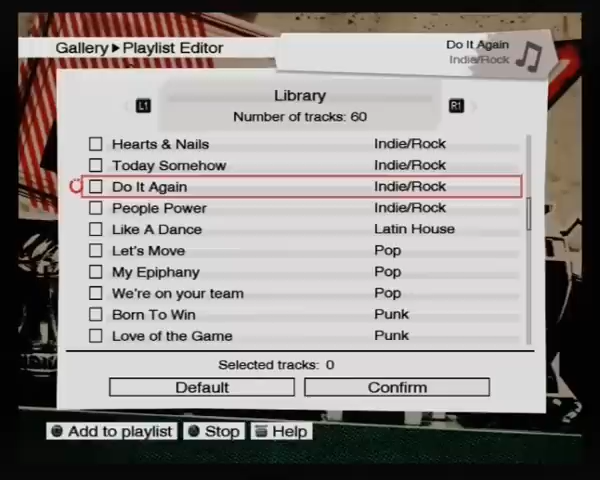 Gallery▶Playlist Editor
Do It Again
Indie/Rock
L1 Library R1
Number of tracks: 60
Hearts & Nails Indie/Rock
Today Somehow Indie/Rock
Do It Again Indie/Rock
People Power Indie/Rock
Like A Dance Latin House
Let's Move Pop
My Epiphany Pop
We're on your team Pop
Born To Win Punk
Love of the Game Punk
Selected tracks: 0
Default Confirm
Add to playlist Stop Help